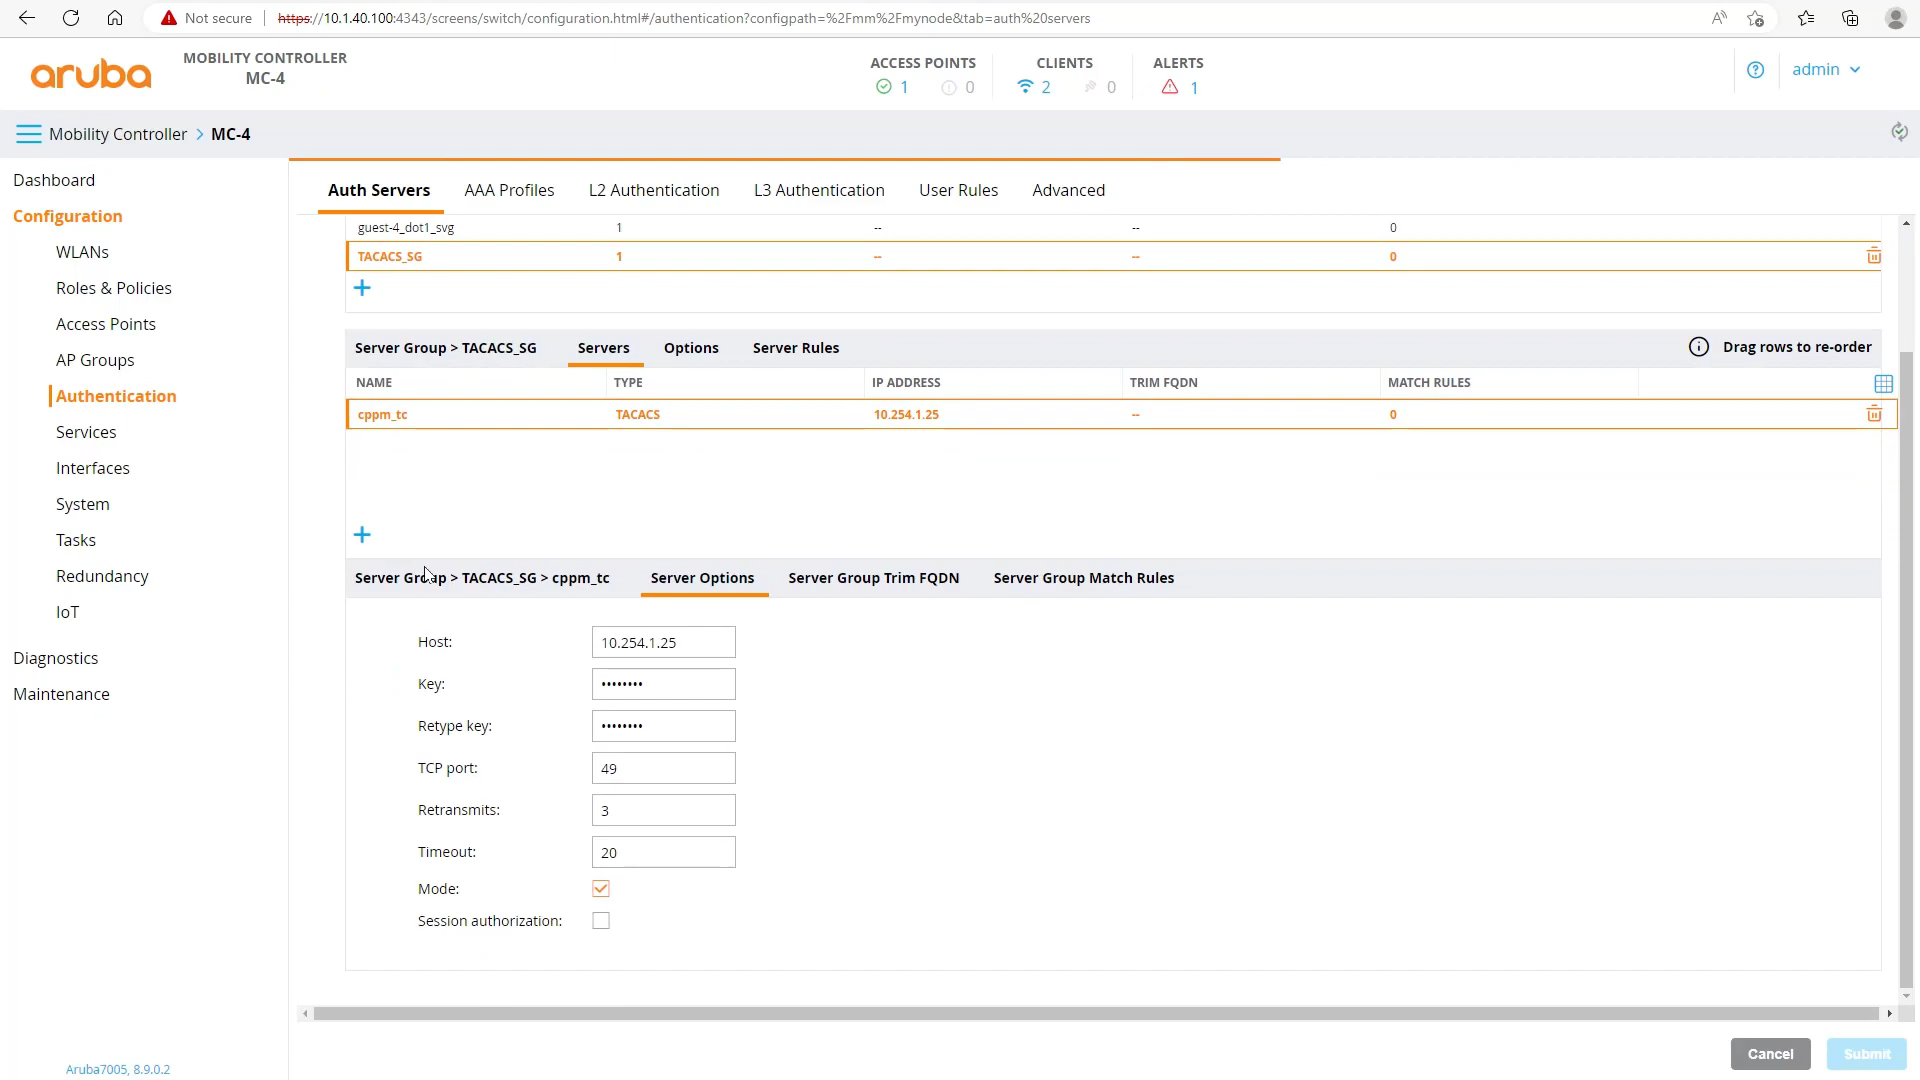 Not secure
https://10.1.40.100:4343/screens/switch/configuration.html#/authentication?configpath=%2Fmm%2Fmynode&tab=auth%20servers
aruba
MOBILITY CONTROLLER
MC-4
ACCESS POINTS
1 0
CLIENTS
2 0
ALERTS
1
admin
Mobility Controller > MC-4
Dashboard
Configuration
WLANs
Roles & Policies
Access Points
AP Groups
Authentication
Services
Interfaces
System
Tasks
Redundancy
IoT
Diagnostics
Maintenance
Aruba7005, 8.9.0.2
Auth Servers AAA Profiles L2 Authentication L3 Authentication User Rules Advanced
guest-4_dot1_svg 1 -- -- 0
TACACS_SG 1 -- -- 0
Server Group > TACACS_SG Servers Options Server Rules Drag rows to re-order
NAME TYPE IP ADDRESS TRIM FQDN MATCH RULES
cppm_tc TACACS 10.254.1.25 -- 0
Server Group > TACACS_SG > cppm_tc Server Options Server Group Trim FQDN Server Group Match Rules
Host: 10.254.1.25
Key: ••••••••
Retype key: ••••••••
TCP port: 49
Retransmits: 3
Timeout: 20
Mode:
Session authorization:
Cancel Submit